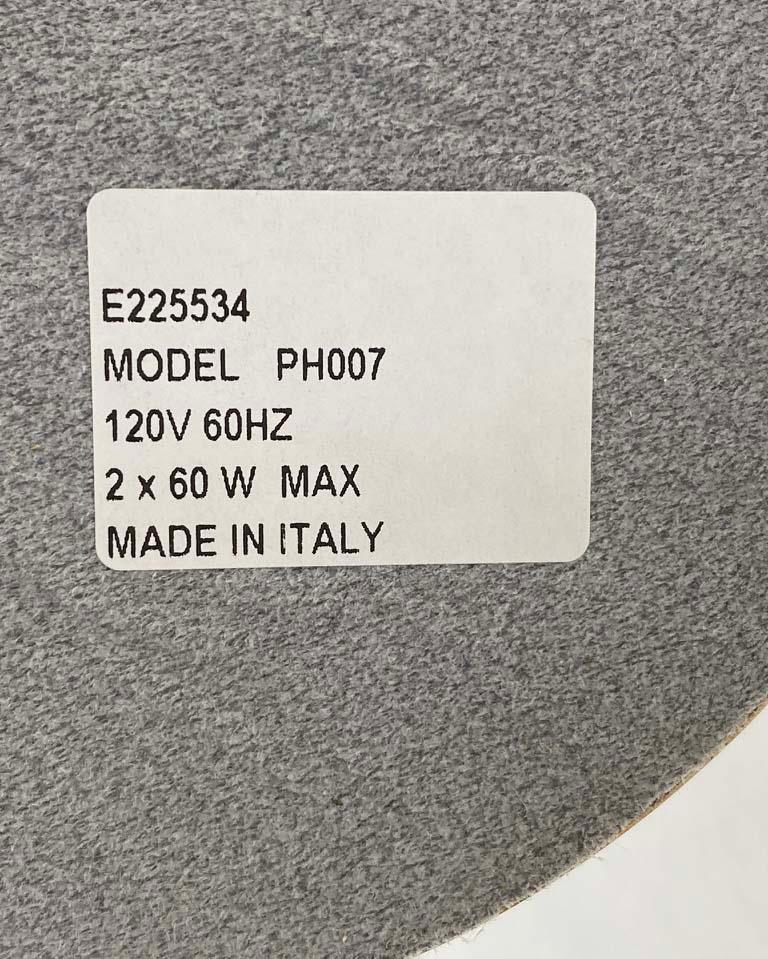 E225534
MODEL PH007
120V 60HZ
2 x 60 W MAX
MADE IN ITALY